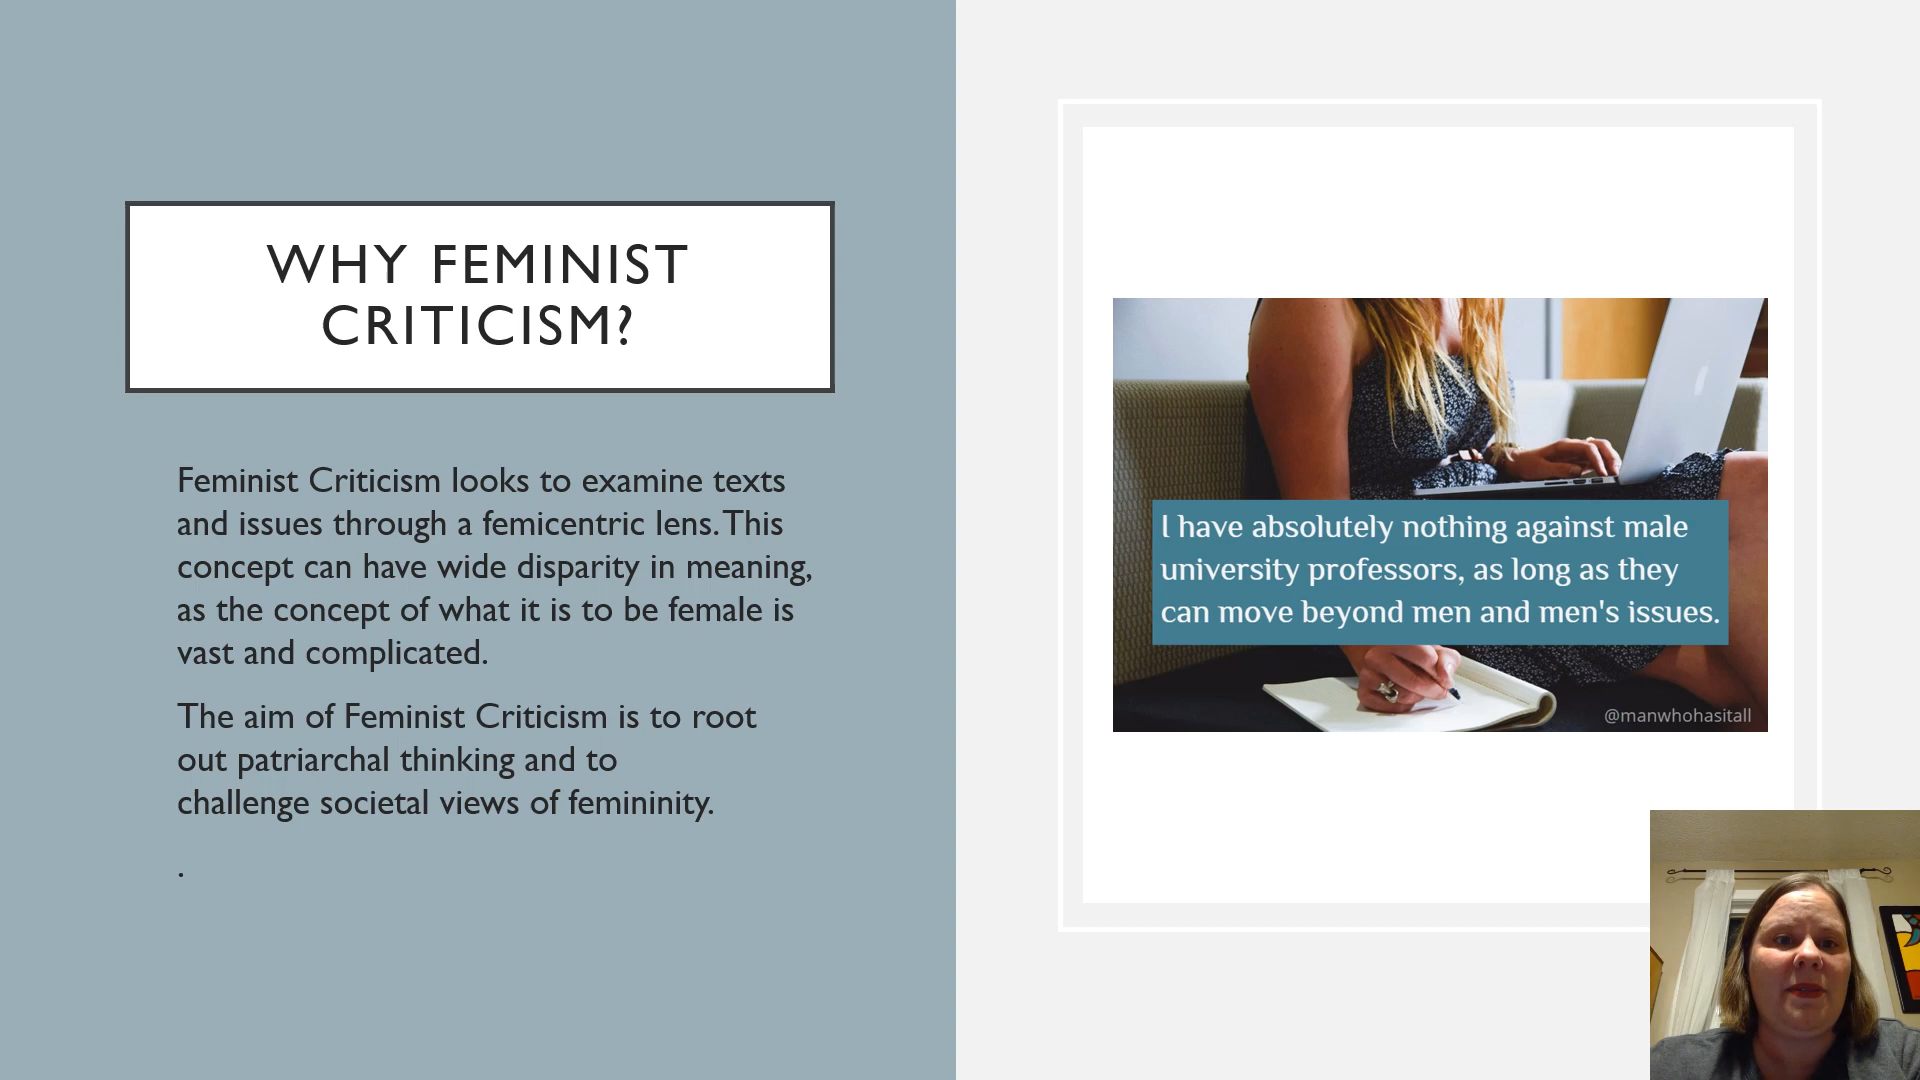 WHY FEMINIST
CRITICISM?
Feminist Criticism looks to examine texts
and issues through a femicentric lens. This
concept can have wide disparity in meaning,
as the concept of what it is to be female is
vast and complicated.
The aim of Feminist Criticism is to root
out patriarchal thinking and to
challenge societal views of femininity.
.
I have absolutely nothing against male
university professors, as long as they
can move beyond men and men's issues.
@manwhohasitall